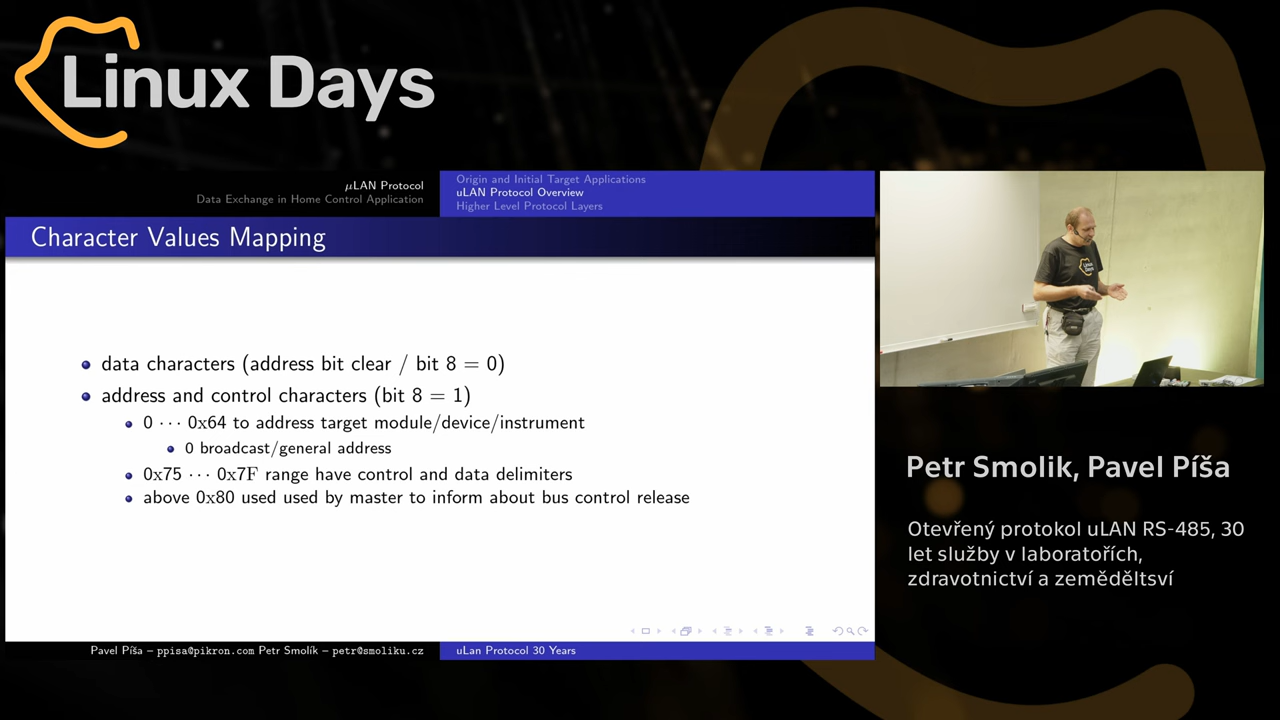 Linux Days
μLAN Protocol
Data Exchange in Home Control Application
Origin and Initial Target Applications
uLAN Protocol Overview
Higher Level Protocol Layers
Character Values Mapping
data characters (address bit clear / bit 8 = 0)
address and control characters (bit 8 = 1)
0 ··· 0x64 to address target module/device/instrument
0 broadcast/general address
0x75 ··· 0x7F range have control and data delimiters
above 0x80 used used by master to inform about bus control release
Pavel Píša – ppisa@pikron.com Petr Smolík – petr@smoliku.cz
uLan Protocol 30 Years
Linux
Days
Petr Smolik, Pavel Píša
Otevřený protokol uLAN RS-485, 30
let služby v laboratořích,
zdravotnictví a zeměděltsví